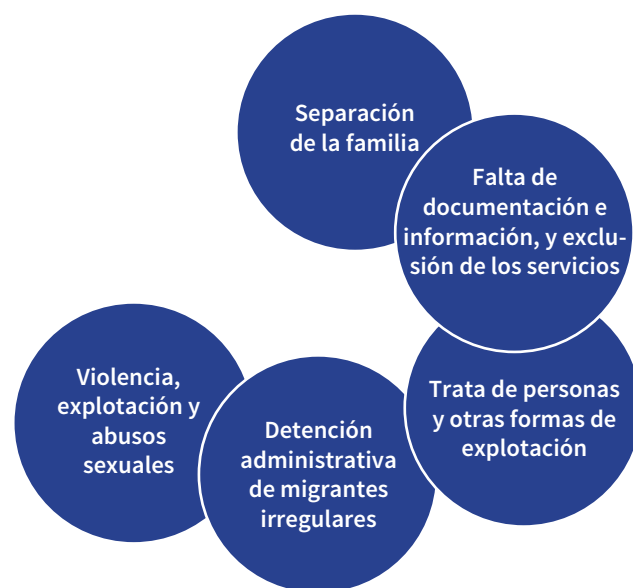 Separación
de la familia
Falta de
documentación e
información, y exclu-
sión de los servicios
Trata de personas
y otras formas de
explotación
Detención
administrativa
de migrantes
irregulares
Violencia,
explotación y
abusos
sexuales